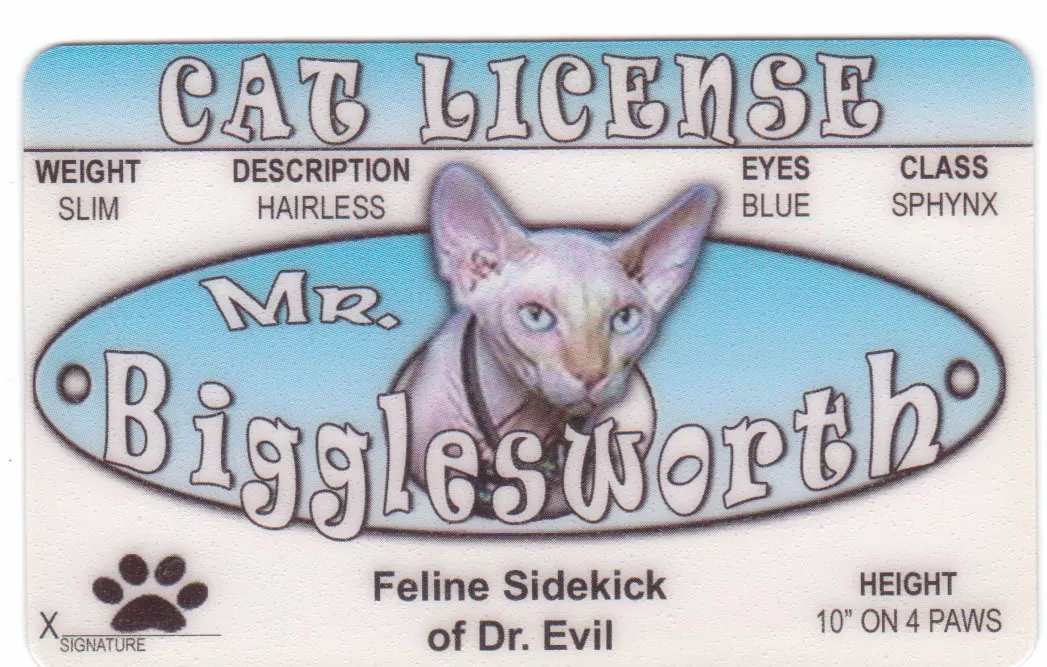 CAT LICENSE
WEIGHT DESCRIPTION EYES CLASS
SLIM HAIRLESS BLUE SPHYNX
Mr.
Bigglesworth
Feline Sidekick
of Dr. Evil
HEIGHT
10" ON 4 PAWS
X
SIGNATURE